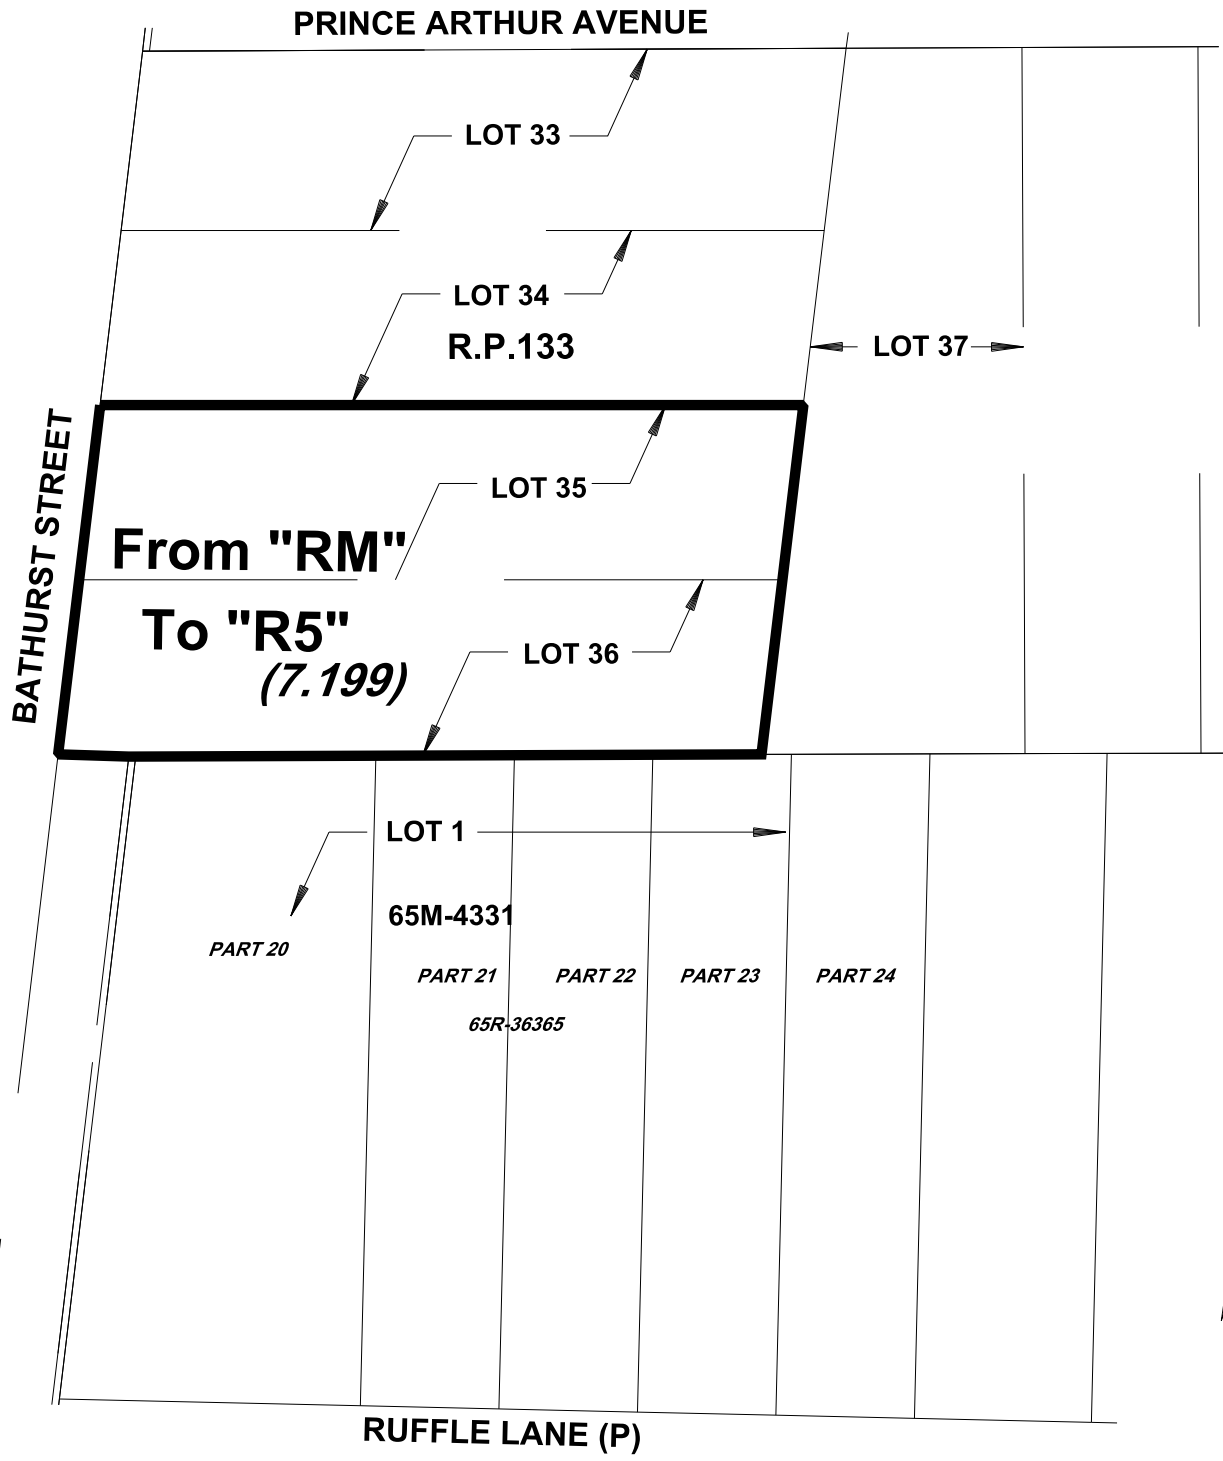 PRINCE ARTHUR AVENUE
LOT 33
LOT 34
R.P.133
LOT 37
BATHURST STREET
LOT 35
From "RM"
To "R5"
LOT 36
(7.199)
LOT 1
65M-4331
PART 20
PART 21
PART 22
PART 23
PART 24
65R-36365
RUFFLE LANE (P)